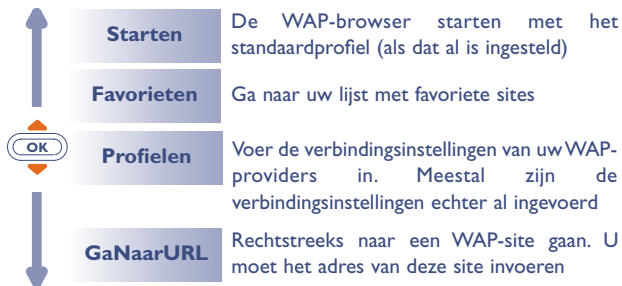 Starten
De WAP-browser starten met het
standaardprofiel (als dat al is ingesteld)
Favorieten
Ga naar uw lijst met favoriete sites
OK
Profielen
Voer de verbindingsinstellingen van uw WAP-
providers in. Meestal zijn de
verbindingsinstellingen echter al ingevoerd
GaNaarURL
Rechtstreeks naar een WAP-site gaan. U
moet het adres van deze site invoeren